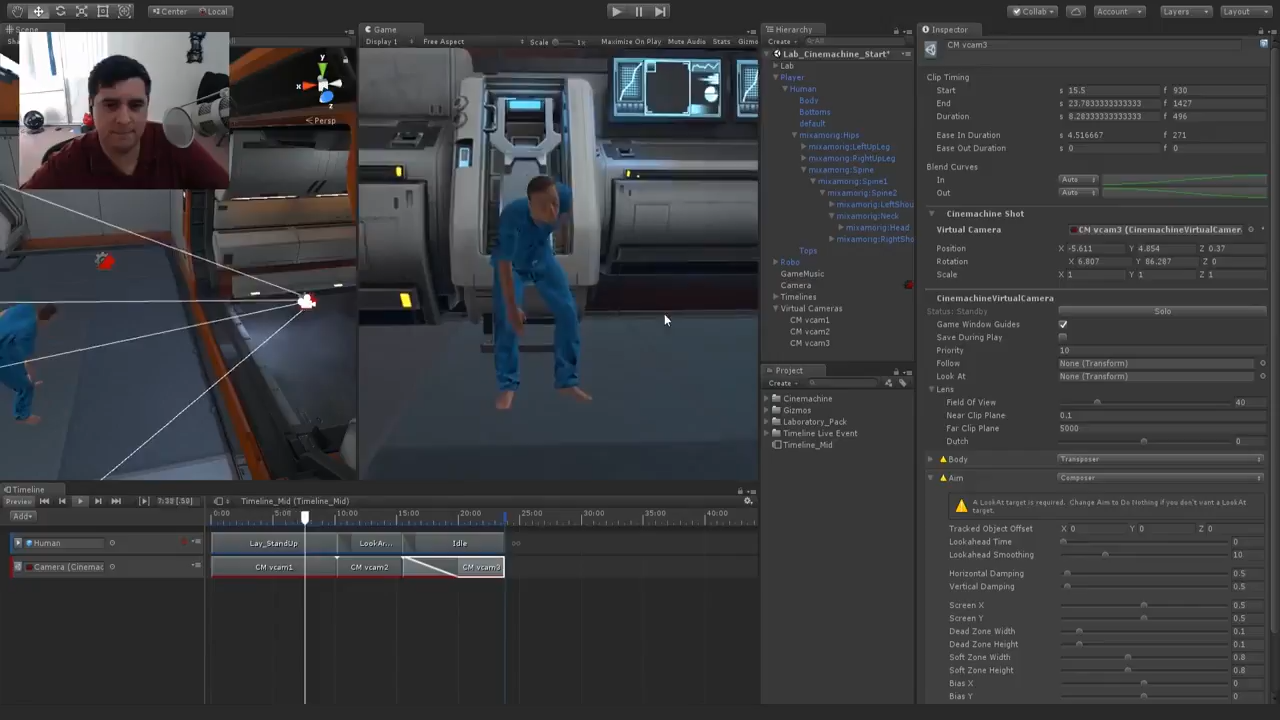 Center Local
Collab Account Layers Layout
Scene
Game
Hierarchy
Inspector
Display 1 Free Aspect Scale 1x Maximize On Play Mute Audio Stats Gizmo
Create
CM vcam3
Lab_Cinemachine_Start*
Lab
Player
Human
Body
Bottoms
default
mixamorig:Hips
mixamorig:LeftUpLeg
mixamorig:RightUpLeg
mixamorig:Spine
mixamorig:Spine1
mixamorig:Spine2
mixamorig:LeftShou
mixamorig:Neck
mixamorig:Head
mixamorig:RightSho
Tops
Robo
GameMusic
Camera
Timelines
Virtual Cameras
CM vcam1
CM vcam2
CM vcam3
y
x
z
Persp
Project
Create
Cinemachine
Gizmos
Laboratory_Pack
Timeline Live Event
Timeline_Mid
Clip Timing
Start s 15.5 f 930
End s 23.7833333333333 f 1427
Duration s 8.28333333333333 f 496
Ease In Duration s 4.516667 f 271
Ease Out Duration s 0 f 0
Blend Curves
In Auto
Out Auto
Cinemachine Shot
Virtual Camera CM vcam3 (CinemachineVirtualCamer
Position X -5.611 Y 4.854 Z 0.37
Rotation X 6.807 Y 86.287 Z 0
Scale X 1 Y 1 Z 1
CinemachineVirtualCamera
Status: Standby Solo
Game Window Guides
Save During Play
Priority 10
Follow None (Transform)
Look At None (Transform)
Lens
Field Of View 40
Near Clip Plane 0.1
Far Clip Plane 5000
Dutch 0
Body Transposer
Aim Composer
A LookAt target is required. Change Aim to Do Nothing if you don't want a LookAt
target.
Tracked Object Offset X 0 Y 0 Z 0
Lookahead Time 0
Lookahead Smoothing 10
Horizontal Damping 0.5
Vertical Damping 0.5
Screen X 0.5
Screen Y 0.5
Dead Zone Width 0.1
Dead Zone Height 0.1
Soft Zone Width 0.8
Soft Zone Height 0.8
Bias X 0
Bias Y 0
Timeline
Preview Timeline_Mid (Timeline_Mid)
Add 0:00 5:00 10:00 15:00 20:00 25:00 30:00 35:00 40:00
Human Lay_StandUp LookAr... Idle
Camera (Cinemac CM vcam1 CM vcam2 CM vcam3